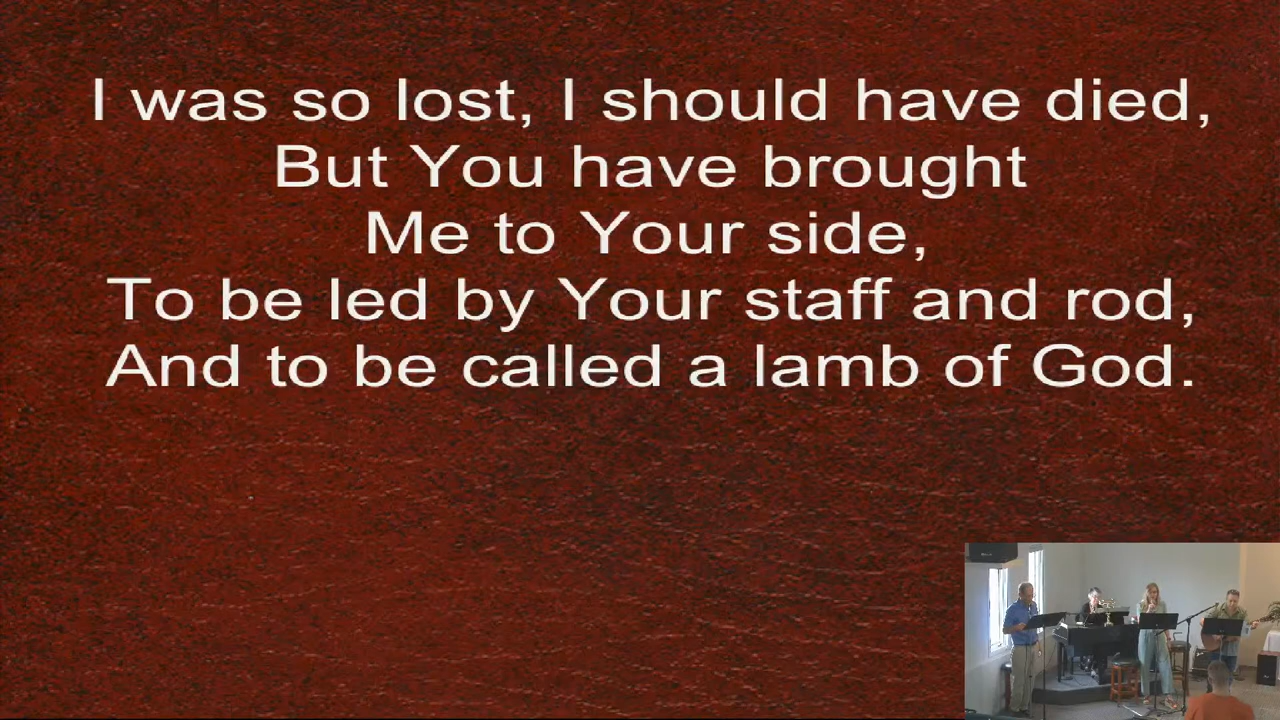 I was so lost, I should have died,
But You have brought
Me to Your side,
To be led by Your staff and rod,
And to be called a lamb of God.